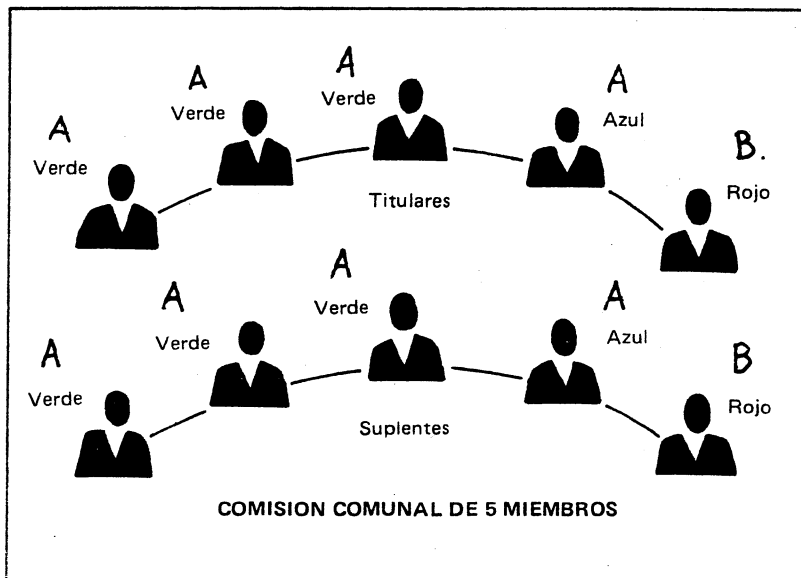 A
A
A
A
B.
Verde
Verde
Verde
Azul
Rojo
Titulares
A
A
A
A
B
Verde
Verde
Verde
Azul
Rojo
Suplentes
COMISION COMUNAL DE 5 MIEMBROS